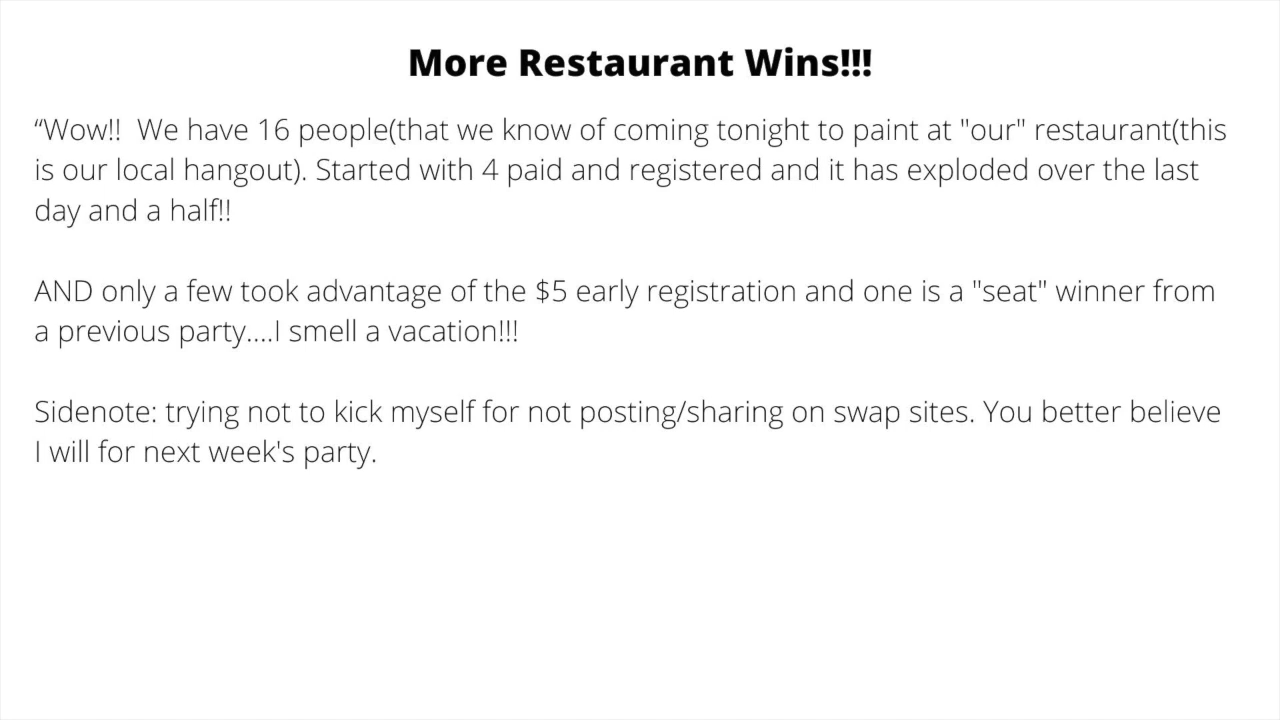 More Restaurant Wins!!!
“Wow!!  We have 16 people(that we know of coming tonight to paint at "our" restaurant(this
is our local hangout). Started with 4 paid and registered and it has exploded over the last
day and a half!!
AND only a few took advantage of the $5 early registration and one is a "seat" winner from
a previous party....I smell a vacation!!!
Sidenote: trying not to kick myself for not posting/sharing on swap sites. You better believe
I will for next week's party.